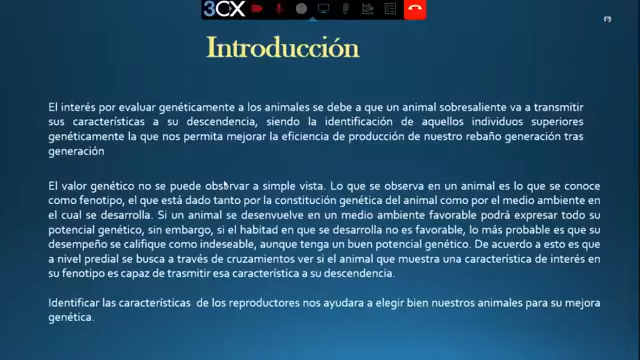 3CX
Introducción
El interés por evaluar genéticamente a los animales se debe a que un animal sobresaliente va a transmitir
sus características a su descendencia, siendo la identificación de aquellos individuos superiores
genéticamente la que nos permita mejorar la eficiencia de producción de nuestro rebaño generación tras
generación
El valor genético no se puede observar a simple vista. Lo que se observa en un animal es lo que se conoce
como fenotipo, el que está dado tanto por la constitución genética del animal como por el medio ambiente en
el cual se desarrolla. Si un animal se desenvuelve en un medio ambiente favorable podrá expresar todo su
potencial genético, sin embargo, si el habitad en que se desarrolla no es favorable, lo más probable es que su
desempeño se califique como indeseable, aunque tenga un buen potencial genético. De acuerdo a esto es que
a nivel predial se busca a través de cruzamientos ver si el animal que muestra una característica de interés en
su fenotipo es capaz de trasmitir esa característica a su descendencia.
Identificar las características de los reproductores nos ayudara a elegir bien nuestros animales para su mejora
genética.